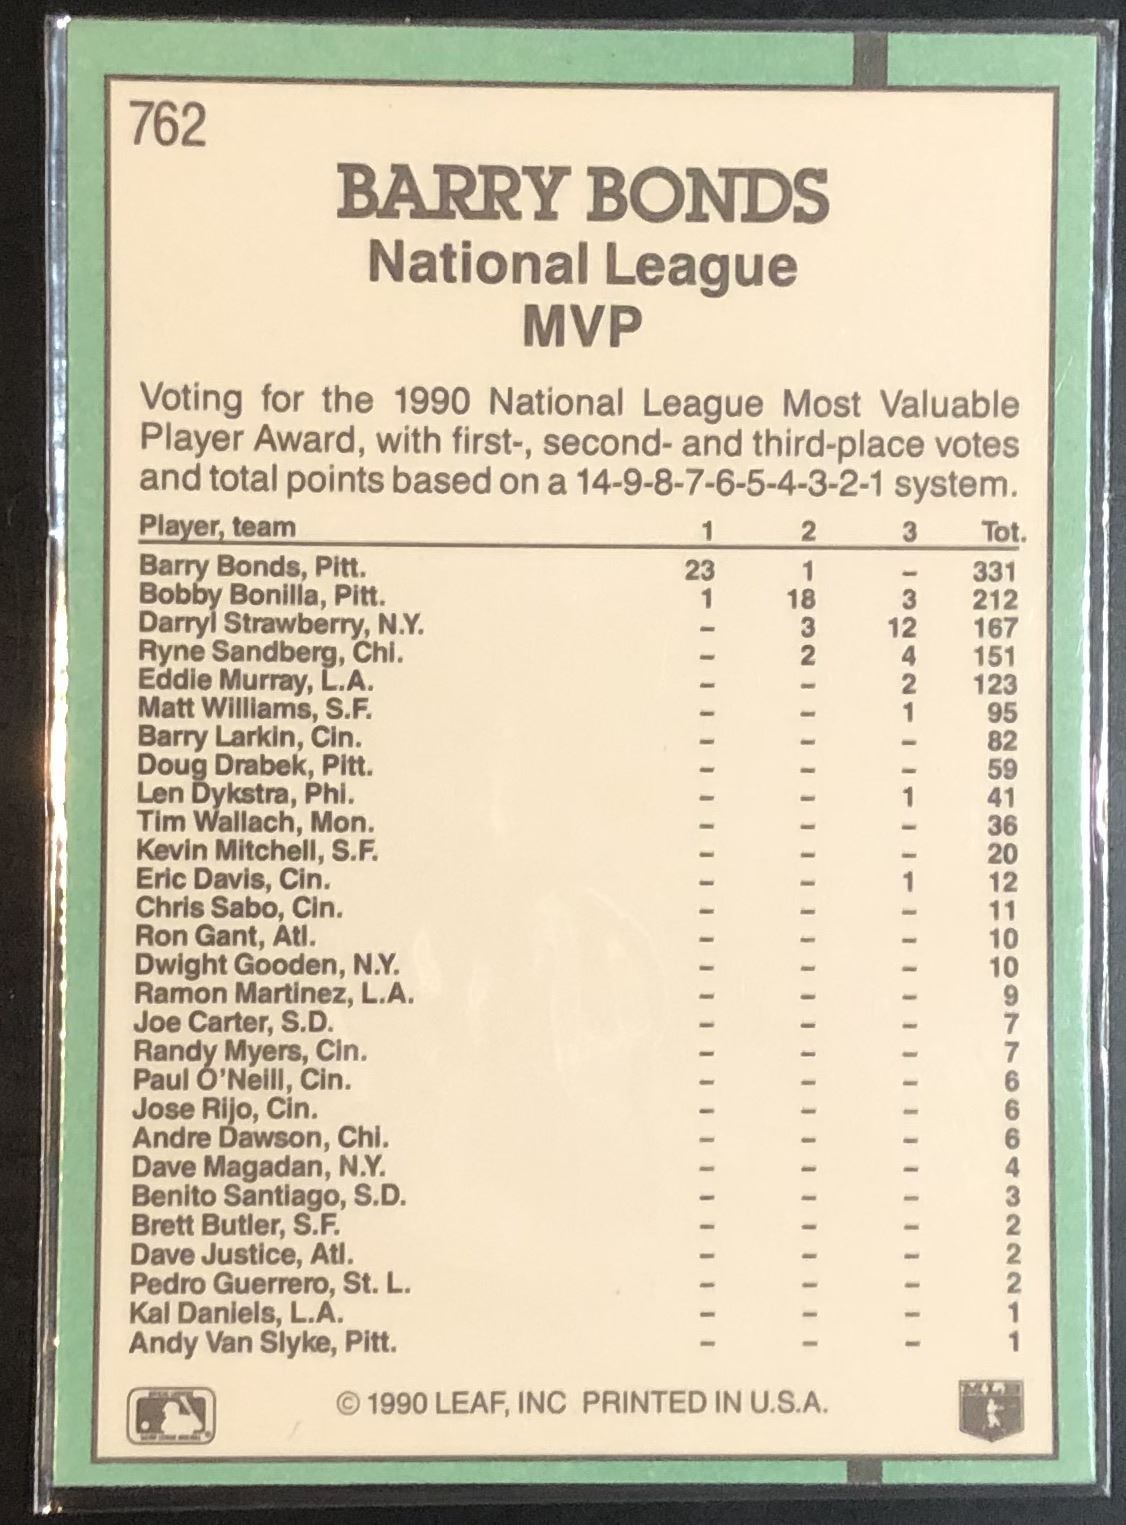 762
BARRY BONDS
National League
MVP
Voting for the 1990 National League Most Valuable
Player Award, with first-, second- and third-place votes
and total points based on a 14-9-8-7-6-5-4-3-2-1 system.
Player, team 1 2 3 Tot.
Barry Bonds, Pitt. 23 1 – 331
Bobby Bonilla, Pitt. 1 18 3 212
Darryl Strawberry, N.Y. – 3 12 167
Ryne Sandberg, Chi. – 2 4 151
Eddie Murray, L.A. – – 2 123
Matt Williams, S.F. – – 1 95
Barry Larkin, Cin. – – – 82
Doug Drabek, Pitt. – – – 59
Len Dykstra, Phi. – – 1 41
Tim Wallach, Mon. – – – 36
Kevin Mitchell, S.F. – – – 20
Eric Davis, Cin. – – 1 12
Chris Sabo, Cin. – – – 11
Ron Gant, Atl. – – – 10
Dwight Gooden, N.Y. – – – 10
Ramon Martinez, L.A. – – – 9
Joe Carter, S.D. – – – 7
Randy Myers, Cin. – – – 7
Paul O'Neill, Cin. – – – 6
Jose Rijo, Cin. – – – 6
Andre Dawson, Chi. – – – 6
Dave Magadan, N.Y. – – – 4
Benito Santiago, S.D. – – – 3
Brett Butler, S.F. – – – 2
Dave Justice, Atl. – – – 2
Pedro Guerrero, St. L. – – – 2
Kal Daniels, L.A. – – – 1
Andy Van Slyke, Pitt. – – – 1
© 1990 LEAF, INC PRINTED IN U.S.A.